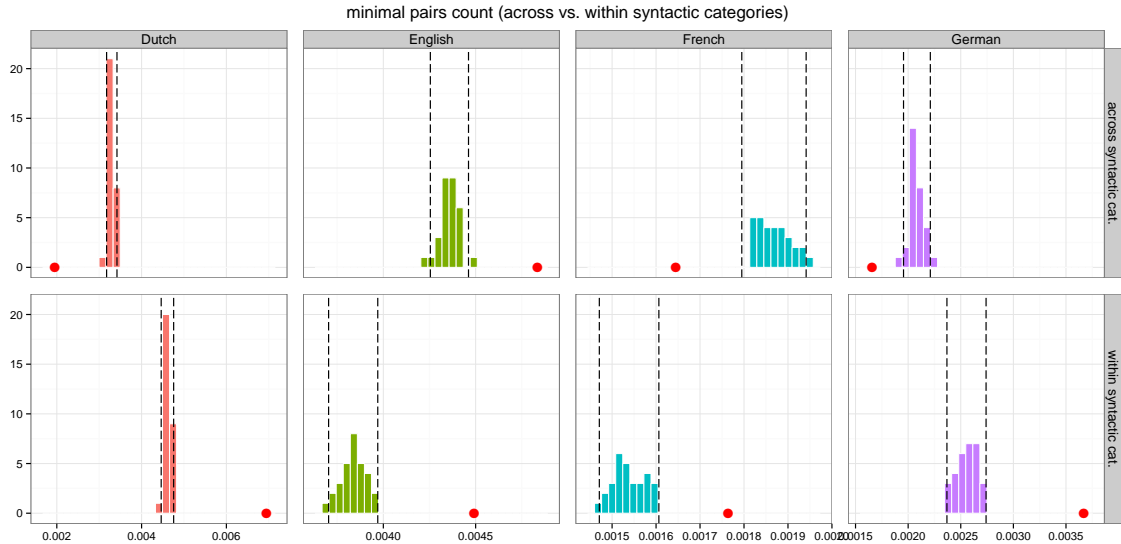 minimal pairs count (across vs. within syntactic categories)
Dutch English French German
20
15
10
5
0
across syntactic cat.
20
15
10
5
0
within syntactic cat.
0.002 0.004 0.006 0.0040 0.0045 0.0015 0.0016 0.0017 0.0018 0.0019 0.0020 0.0015 0.0020 0.0025 0.0030 0.0035